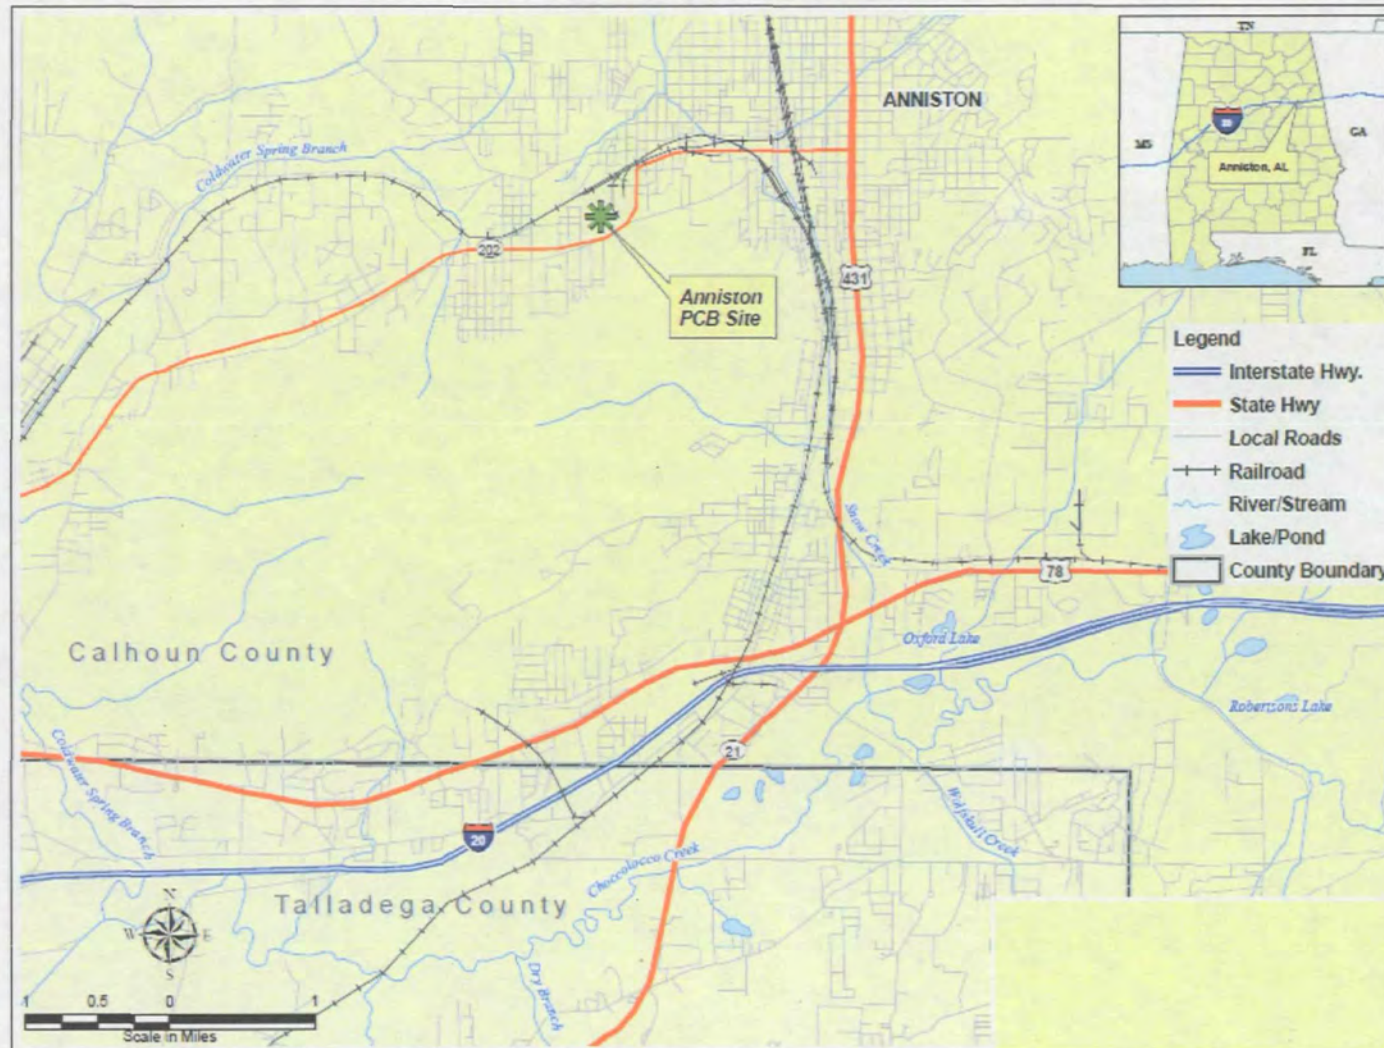 TN
ANNISTON
MS
GA
20
Anniston, AL
FL
Coldwater Spring Branch
202
431
Anniston
PCB Site
Legend
Interstate Hwy.
State Hwy
Local Roads
Railroad
River/Stream
Lake/Pond
County Boundary
Snow Creek
78
Oxford Lake
Calhoun County
Robertsons Lake
21
Coldwater Spring Branch
Wolfskull Creek
20
Choccolocco Creek
Talladega County
N
W
E
S
Dry Branch
1 0.5 0 1
Scale in Miles